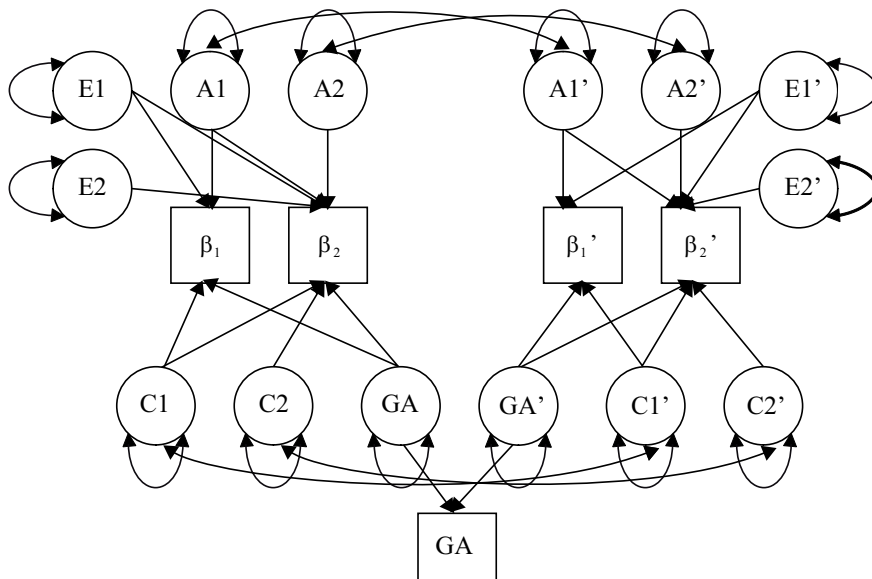 E1 A1 A2 A1’ A2’ E1’
E2 E2’
β₁ β₂ β₁’ β₂’
C1 C2 GA GA’ C1’ C2’
GA